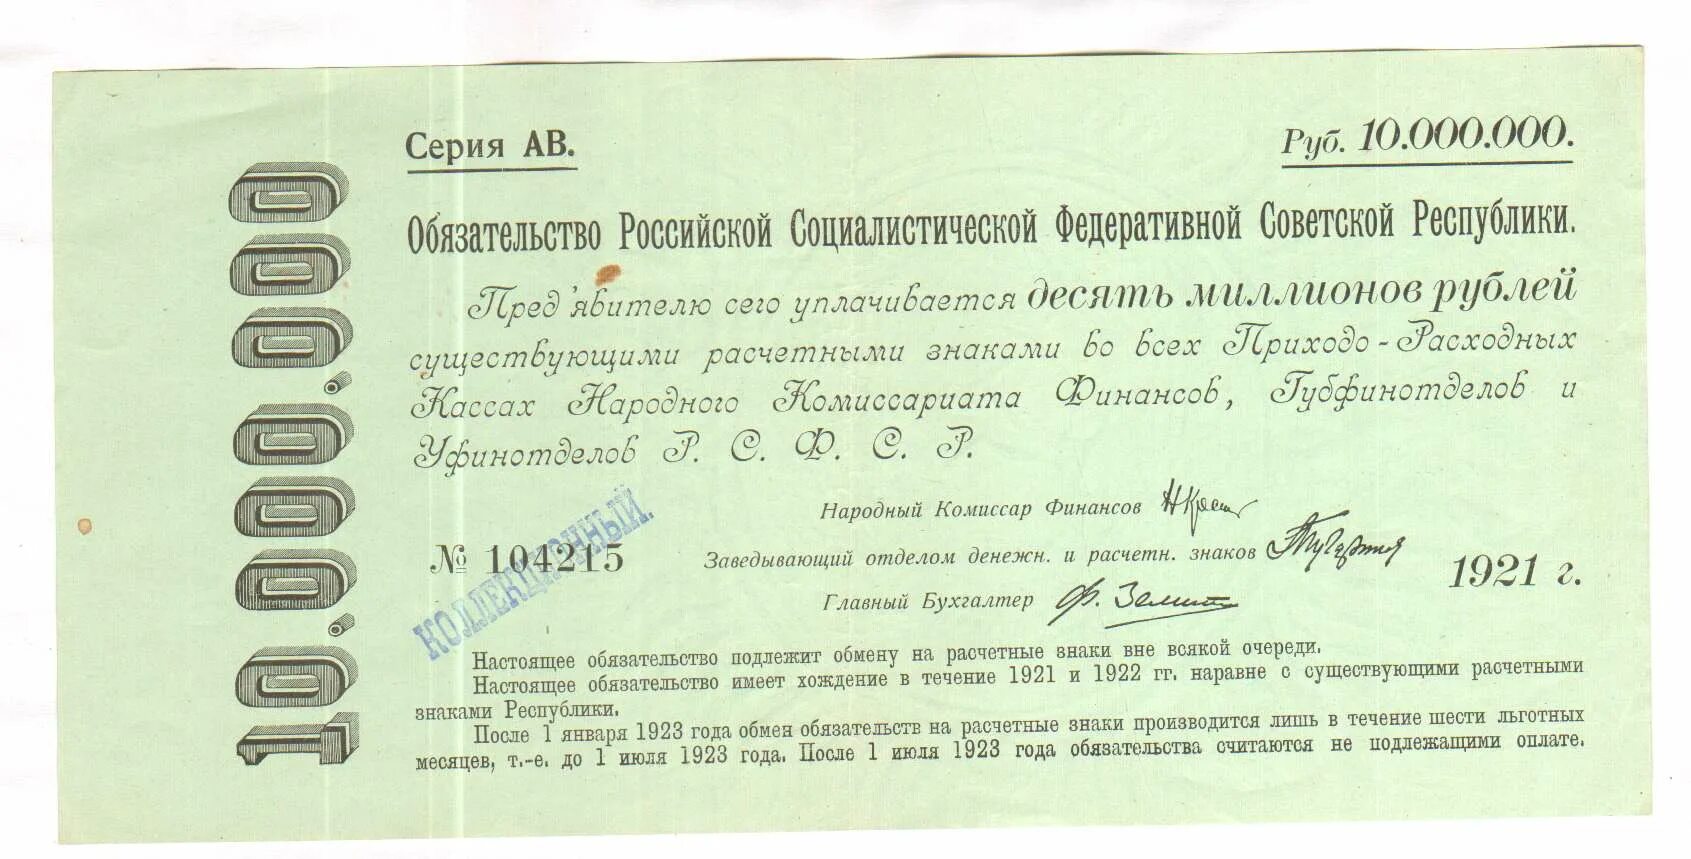 10.000.000
Серия АВ.
Руб. 10.000.000.
Обязательство Российской Социалистической Федеративной Советской Республики.
Пред'явителю сего уплачивается десять миллионов рублей
существующими расчетными знаками во всех Приходо-Расходных
Кассах Народного Комиссариата Финансов, Губфинотделов и
Уфинотделов Р. С. Ф. С. Р.
Народный Комиссар Финансов
№ 104215
КОЛЛЕКЦИОННЫЙ.
Заведывающий отделом денежн. и расчетн. знаков
1921 г.
Главный Бухгалтер
Настоящее обязательство подлежит обмену на расчетные знаки вне всякой очереди.
Настоящее обязательство имеет хождение в течение 1921 и 1922 гг. наравне с существующими расчетными
знаками Республики.
После 1 января 1923 года обмен обязательств на расчетные знаки производится лишь в течение шести льготных
месяцев, т.-е. до 1 июля 1923 года. После 1 июля 1923 года обязательства считаются не подлежащими оплате.